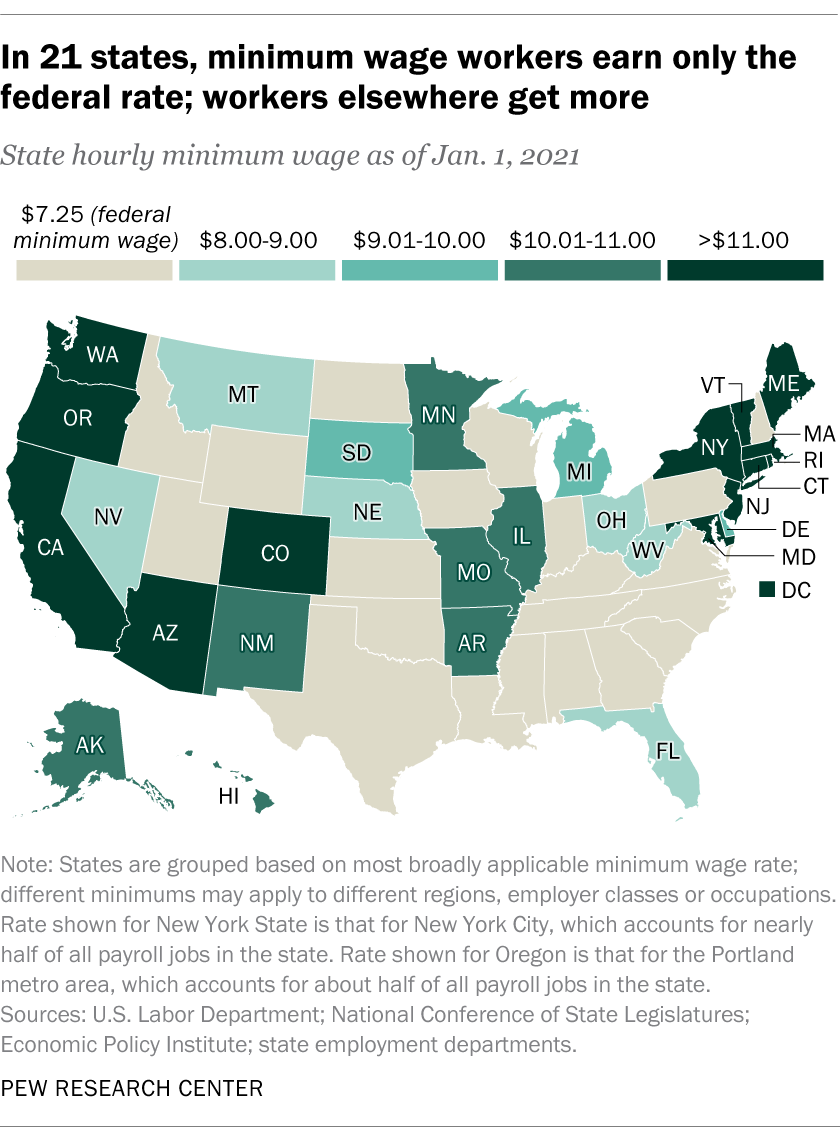 In 21 states, minimum wage workers earn only the
federal rate; workers elsewhere get more
State hourly minimum wage as of Jan. 1, 2021
$7.25 (federal
minimum wage)
$8.00-9.00
$9.01-10.00
$10.01-11.00
>$11.00
WA
OR
CA
NV
MT
AZ
CO
NM
SD
NE
MN
MO
AR
IL
MI
OH
WV
FL
NY
VT
ME
MA
RI
CT
NJ
DE
MD
DC
AK
HI
Note: States are grouped based on most broadly applicable minimum wage rate;
different minimums may apply to different regions, employer classes or occupations.
Rate shown for New York State is that for New York City, which accounts for nearly
half of all payroll jobs in the state. Rate shown for Oregon is that for the Portland
metro area, which accounts for about half of all payroll jobs in the state.
Sources: U.S. Labor Department; National Conference of State Legislatures;
Economic Policy Institute; state employment departments.
PEW RESEARCH CENTER